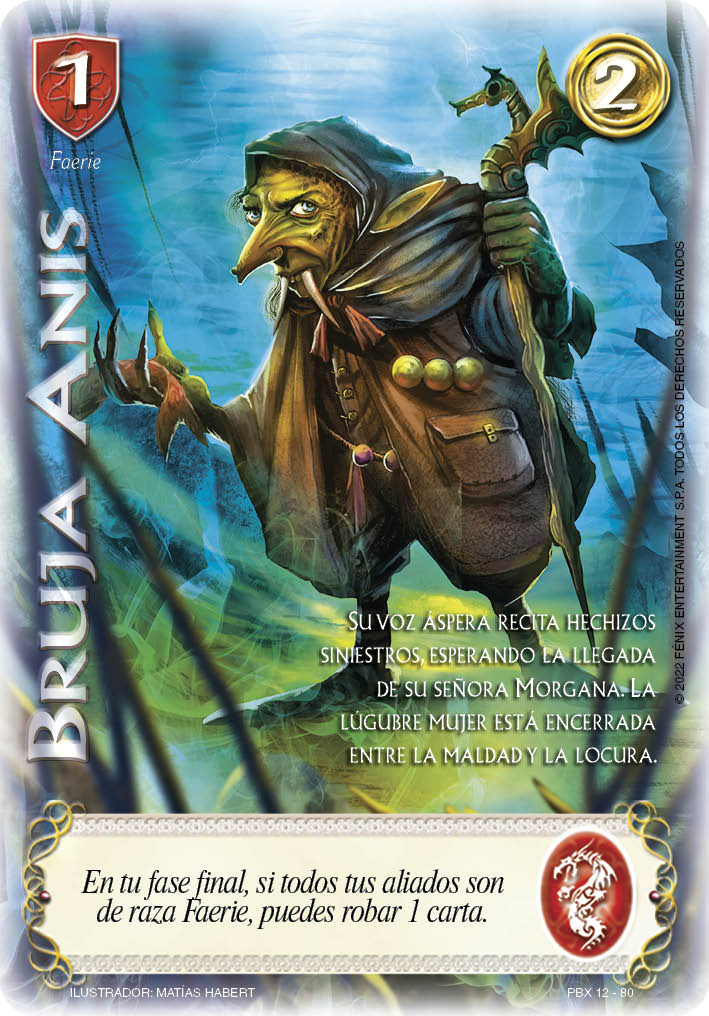 1
2
Faerie
BRUJA ANIS
SU VOZ ÁSPERA RECITA HECHIZOS
SINIESTROS, ESPERANDO LA LLEGADA
DE SU SEÑORA MORGANA. LA
LÚGUBRE MUJER ESTÁ ENCERRADA
ENTRE LA MALDAD Y LA LOCURA.
© 2022 FÉNIX ENTERTAINMENT S.P.A. TODOS LOS DERECHOS RESERVADOS
En tu fase final, si todos tus aliados son
de raza Faerie, puedes robar 1 carta.
ILUSTRADOR: MATÍAS HABERT
PBX 12 - 80